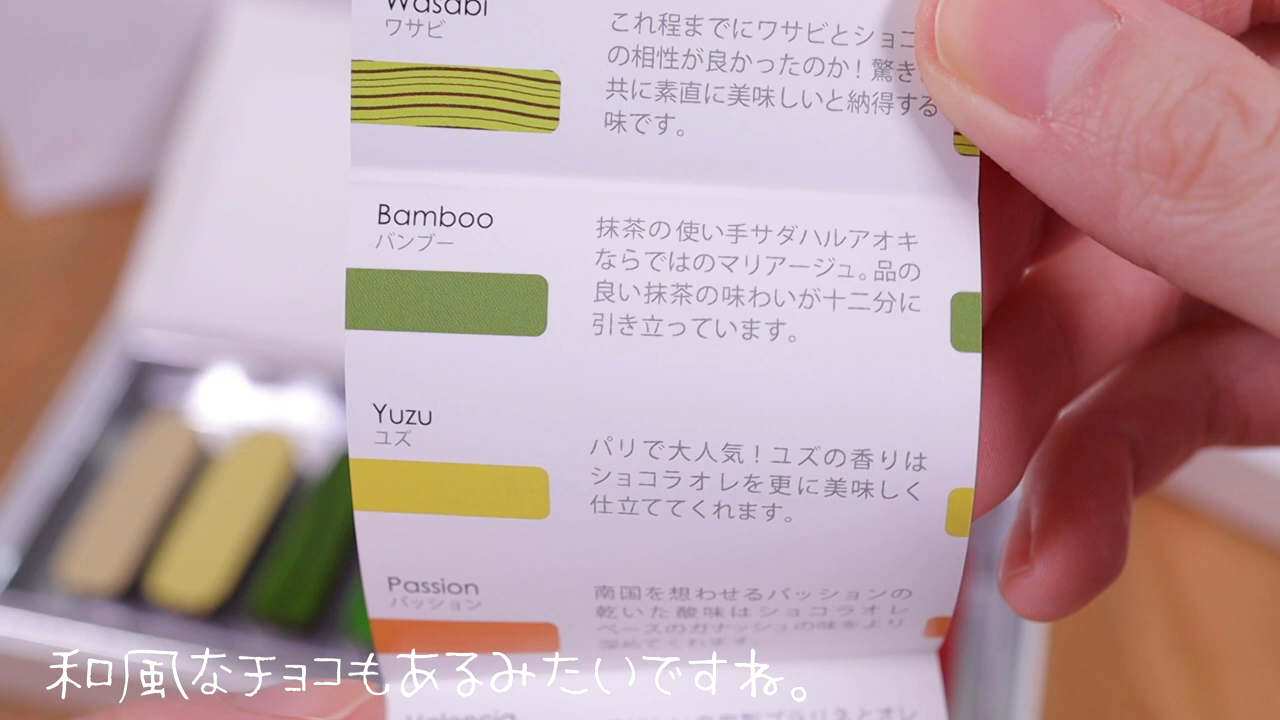 Wasabi
ワサビ
これ程までにワサビとショコ
の相性が良かったのか！驚き
共に素直に美味しいと納得する
味です。
Bamboo
バンブー
抹茶の使い手サダハルアオキ
ならではのマリアージュ。品の
良い抹茶の味わいが十二分に
引き立っています。
Yuzu
ユズ
パリで大人気！ユズの香りは
ショコラオレを更に美味しく
仕立ててくれます。
Passion
パッション
南国を想わせるパッションの
乾いた酸味はショコラオレ
ベースのガナッシュの味をより
深めてくれます。
Valencia
和風なチョコもあるみたいですね。